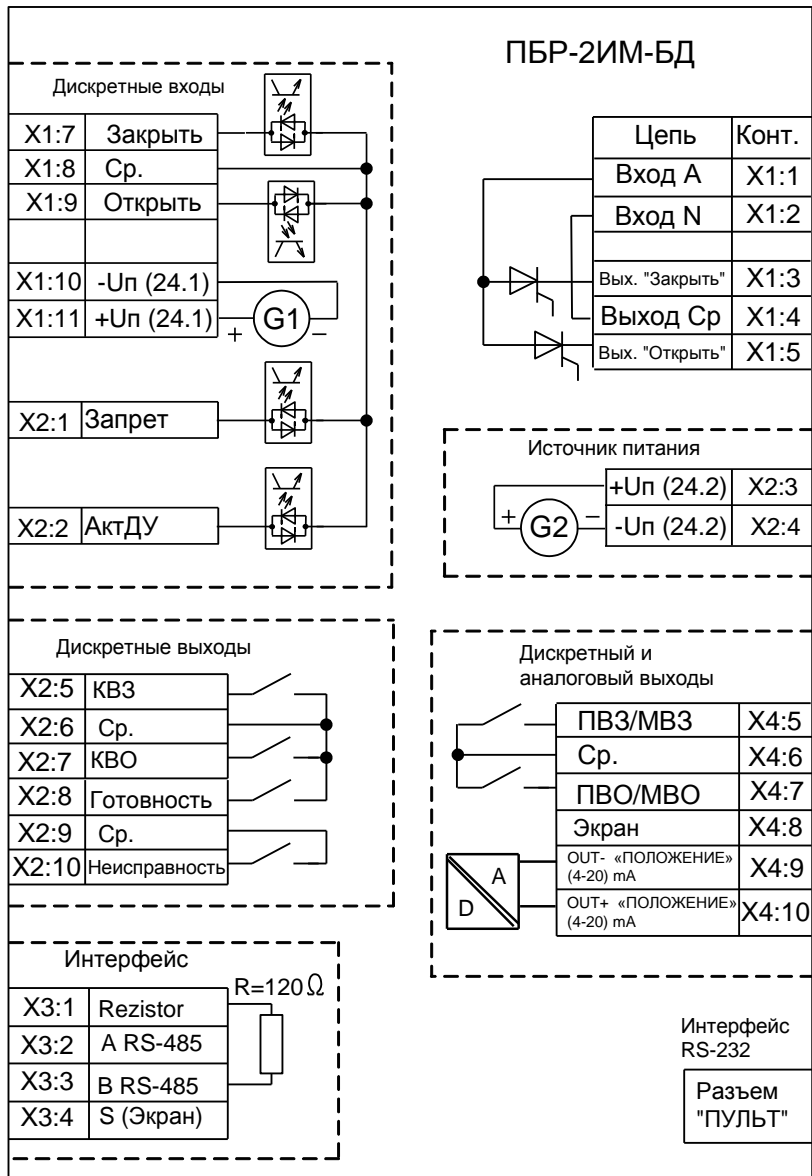 ПБР-2ИМ-БД
Дискретные входы
X1:7 Закрыть
X1:8 Ср.
X1:9 Открыть
X1:10 -Uп (24.1)
X1:11 +Uп (24.1)
+ G1 –
X2:1 Запрет
X2:2 АктДУ
Цепь Конт.
Вход А X1:1
Вход N X1:2
Вых. "Закрыть" X1:3
Выход Ср X1:4
Вых. "Открыть" X1:5
Источник питания
+Uп (24.2) X2:3
-Uп (24.2) X2:4
+ G2 –
Дискретные выходы
X2:5 КВЗ
X2:6 Ср.
X2:7 КВО
X2:8 Готовность
X2:9 Ср.
X2:10 Неисправность
Дискретный и
аналоговый выходы
ПВЗ/МВЗ X4:5
Ср. X4:6
ПВО/МВО X4:7
Экран X4:8
OUT- «ПОЛОЖЕНИЕ»
(4-20) mA X4:9
OUT+ «ПОЛОЖЕНИЕ»
(4-20) mA X4:10
A
D
Интерфейс
R=120 Ω
X3:1 Rezistor
X3:2 A RS-485
X3:3 B RS-485
X3:4 S (Экран)
Интерфейс
RS-232
Разъем
"ПУЛЬТ"